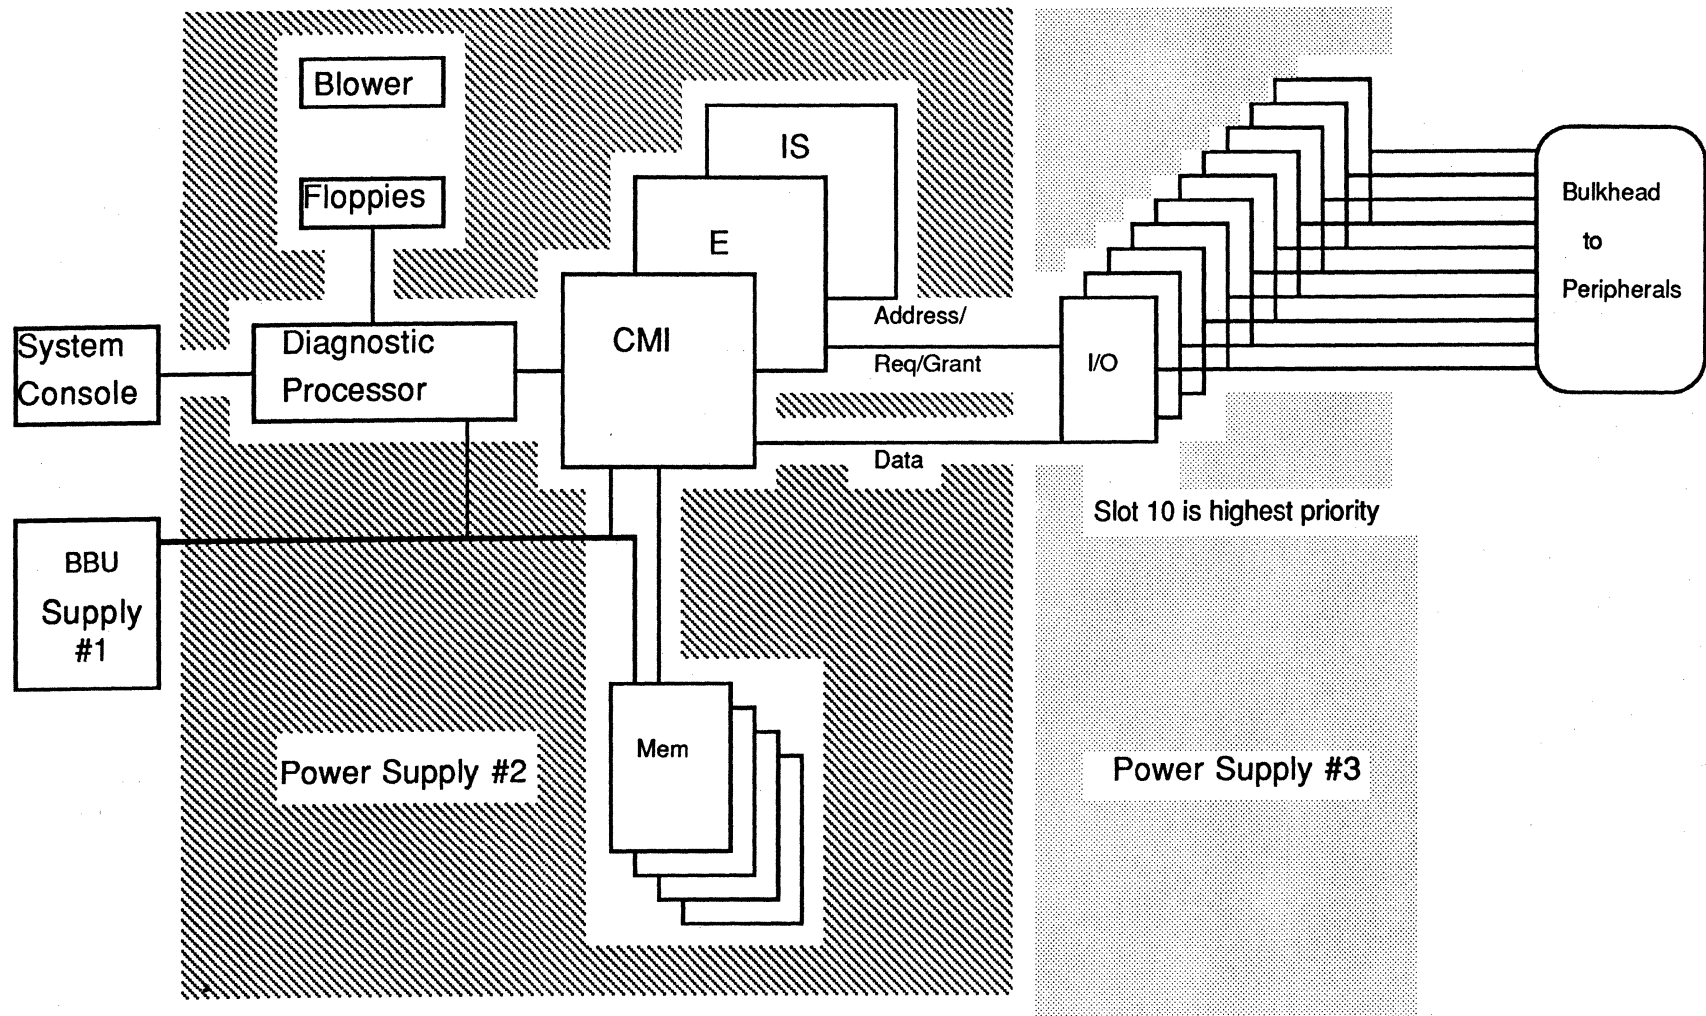 Blower
IS
Floppies
E
Bulkhead
to
Peripherals
System
Console
Diagnostic
Processor
CMI
Address/
Req/Grant
I/O
Data
Slot 10 is highest priority
BBU
Supply
#1
Mem
Power Supply #2
Power Supply #3